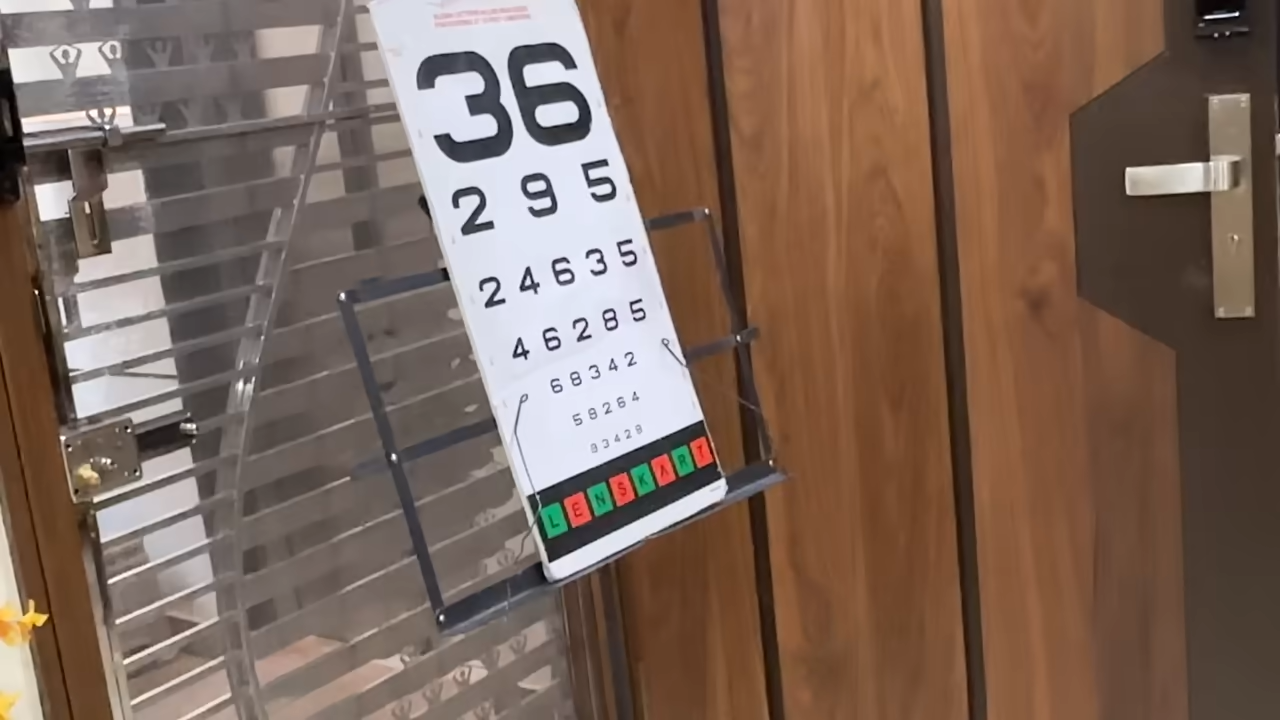 36
2 9 5
2 4 6 3 5
4 6 2 8 5
6 8 3 4 2
5 8 2 6 4
8 3 4 2 9
LENSKART